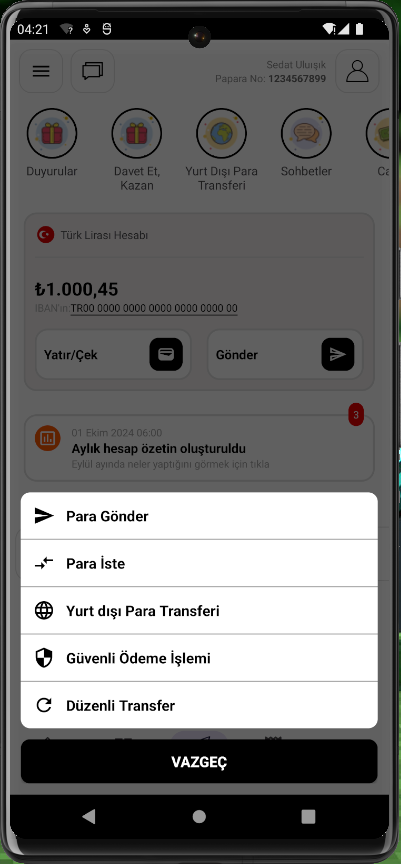 04:21
Sedat Uluışık
Papara No: 1234567899
Duyurular
Davet Et,
Kazan
Yurt Dışı Para
Transferi
Sohbetler
Türk Lirası Hesabı
₺1.000,45
IBAN'ın:TR00 0000 0000 0000 0000 0000 00
Yatır/Çek
Gönder
3
01 Ekim 2024 06:00
Aylık hesap özetin oluşturuldu
Eylül ayında neler yaptığını görmek için tıkla
Para Gönder
Para İste
Yurt dışı Para Transferi
Güvenli Ödeme İşlemi
Düzenli Transfer
VAZGEÇ